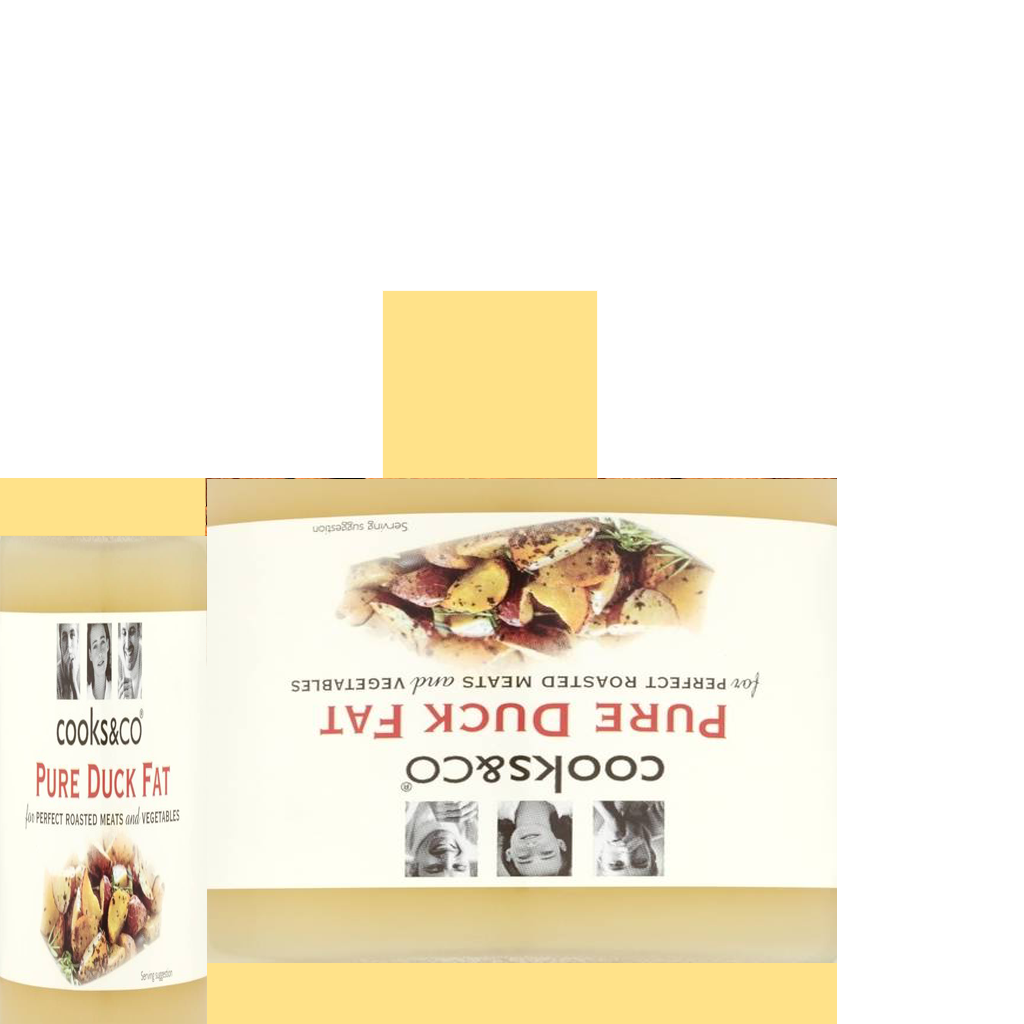 cooks&CO®
PURE DUCK FAT
for PERFECT ROASTED MEATS and VEGETABLES
Serving suggestion
cooks&CO®
PURE DUCK FAT
for PERFECT ROASTED MEATS and VEGETABLES
Serving suggestion